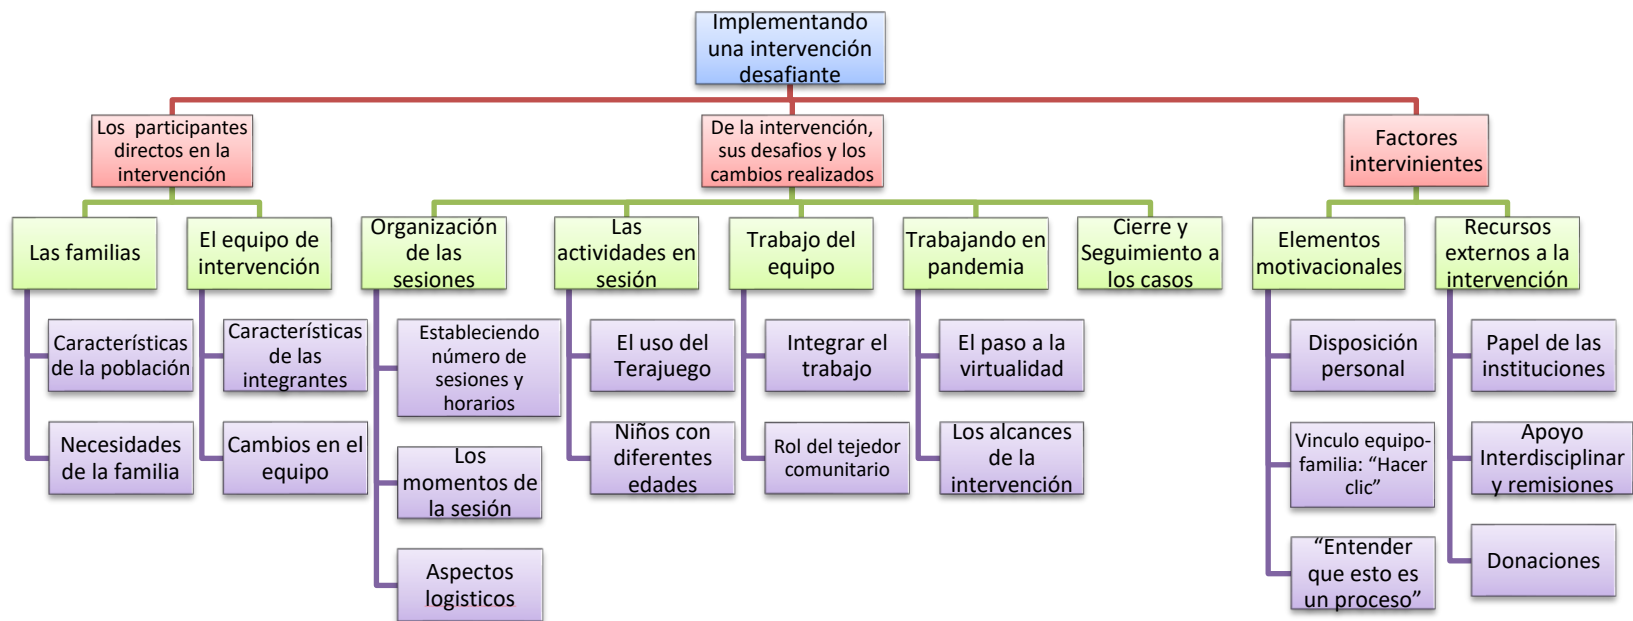 Implementando
una intervención
desafiante
Los participantes
directos en la
intervención
De la intervención,
sus desafios y los
cambios realizados
Factores
intervinientes
Las familias
El equipo de
intervención
Organización
de las
sesiones
Las
actividades en
sesión
Trabajo del
equipo
Trabajando en
pandemia
Cierre y
Seguimiento a
los casos
Elementos
motivacionales
Recursos
externos a la
intervención
Características
de la población
Necesidades
de la familia
Características
de las
integrantes
Cambios en el
equipo
Estableciendo
número de
sesiones y
horarios
Los
momentos de
la sesión
Aspectos
logisticos
El uso del
Terajuego
Niños con
diferentes
edades
Integrar el
trabajo
Rol del tejedor
comunitario
El paso a la
virtualidad
Los alcances
de la
intervención
Disposición
personal
Vinculo equipo-
familia: “Hacer
clic”
“Entender
que esto es
un proceso”
Papel de las
instituciones
Apoyo
Interdisciplinar
y remisiones
Donaciones